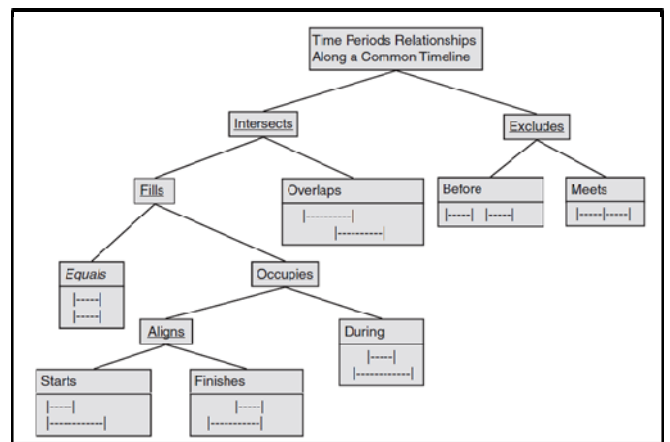 Time Periods Relationships
Along a Common Timeline
Intersects
Excludes
Fills
Overlaps
|----------|
|----------|
Before
|-----| |-----|
Meets
|-----|-----|
Equals
|-----|
|-----|
Occupies
Aligns
During
|-----|
|------------|
Starts
|-----|
|------------|
Finishes
|-----|
|------------|